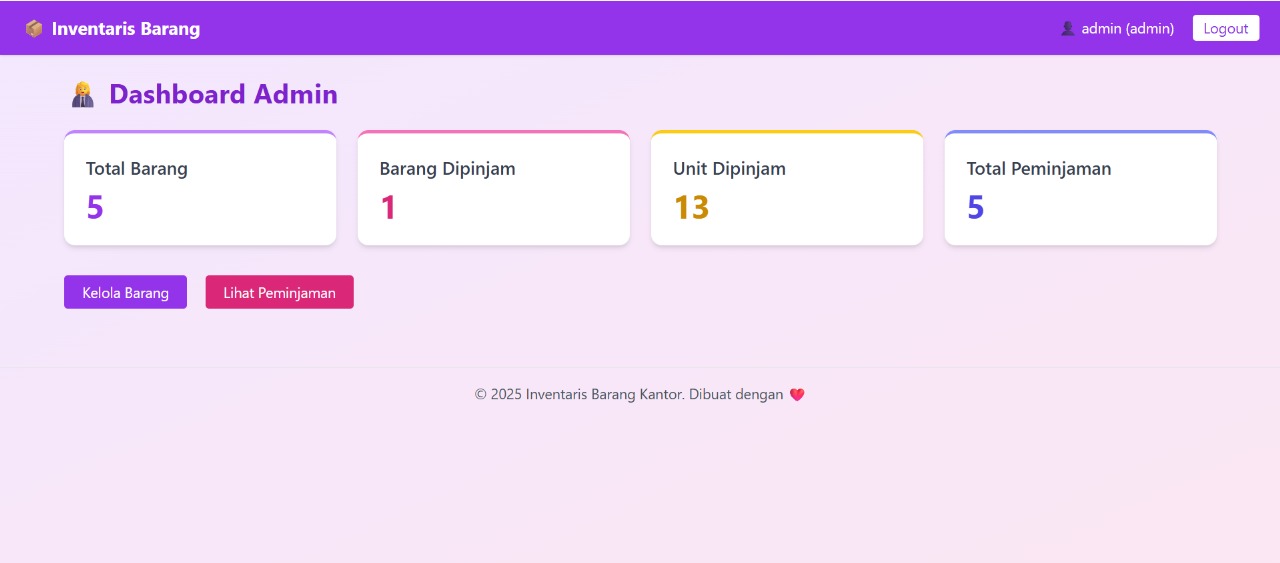 📦 Inventaris Barang
👤 admin (admin) Logout
👩‍💼 Dashboard Admin
Total Barang
5
Barang Dipinjam
1
Unit Dipinjam
13
Total Peminjaman
5
Kelola Barang
Lihat Peminjaman
© 2025 Inventaris Barang Kantor. Dibuat dengan ❤️